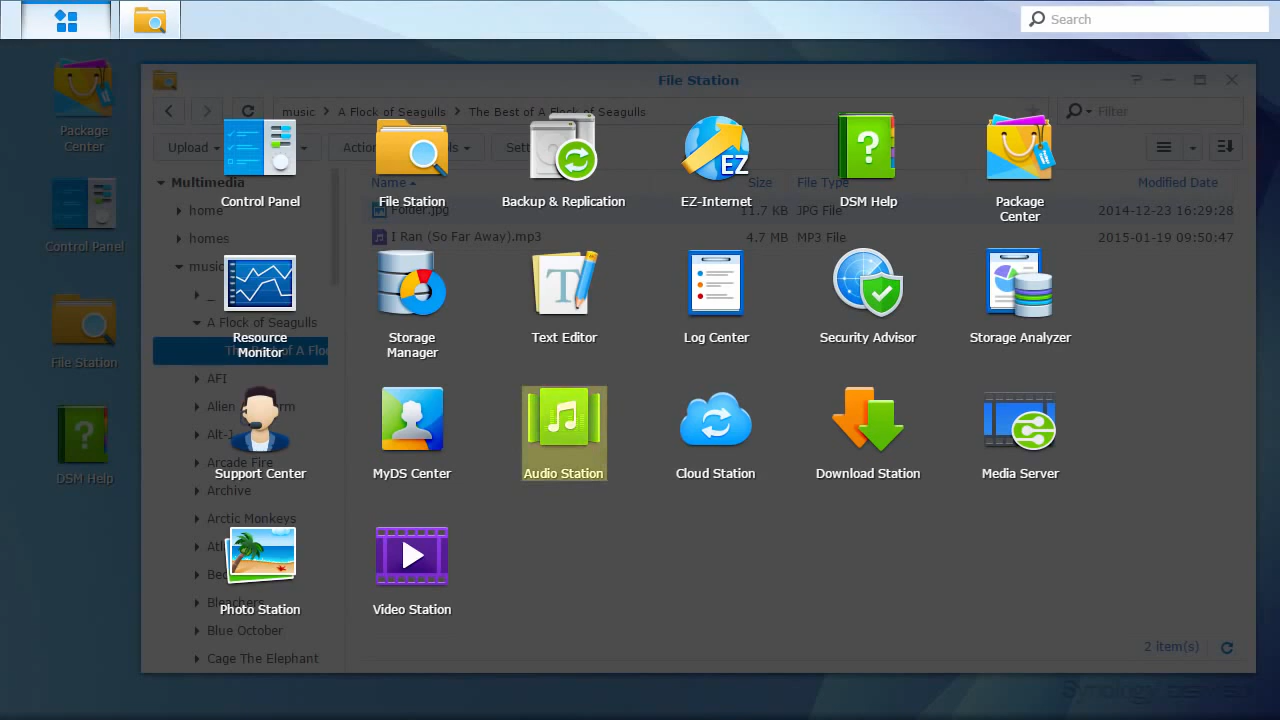 Search
File Station
music A Flock of Seagulls The Best of A Flock of Seagulls
Filter
Upload
Package
Center
Control Panel
File Station
Backup & Replication
EZ
EZ-Internet
DSM Help
Package
Center
Multimedia
Name
Size
File Type
Modified Date
home
Folder.jpg
11.7 KB
JPG File
2014-12-23 16:29:28
homes
I Ran (So Far Away).mp3
4.7 MB
MP3 File
2015-01-19 09:50:47
Control Panel
music
Resource
Monitor
Storage
Manager
Text Editor
Log Center
Security Advisor
Storage Analyzer
A Flock of Seagulls
File Station
AFI
Alien
Arcade Fire
Support Center
MyDS Center
Audio Station
Cloud Station
Download Station
Media Server
DSM Help
Archive
Arctic Monkeys
Bleachers
Photo Station
Video Station
Blue October
Cage The Elephant
2 item(s)